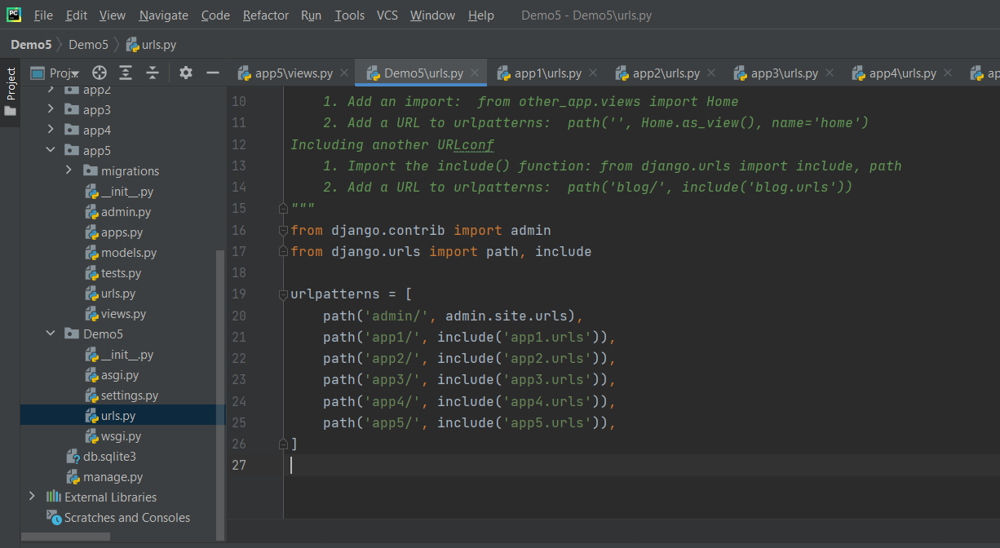 PC File Edit View Navigate Code Refactor Run Tools VCS Window Help Demo5 - Demo5\urls.py
Demo5 Demo5 urls.py
Project
Proj.. app5\views.py Demo5\urls.py app1\urls.py app2\urls.py app3\urls.py app4\urls.py ap
app2
app3
app4
app5
migrations
__init__.py
admin.py
apps.py
models.py
tests.py
urls.py
views.py
Demo5
__init__.py
asgi.py
settings.py
urls.py
wsgi.py
db.sqlite3
manage.py
External Libraries
Scratches and Consoles
10 1. Add an import:  from other_app.views import Home
11 2. Add a URL to urlpatterns:  path('', Home.as_view(), name='home')
12 Including another URLconf
13 1. Import the include() function: from django.urls import include, path
14 2. Add a URL to urlpatterns:  path('blog/', include('blog.urls'))
15 """
16 from django.contrib import admin
17 from django.urls import path, include
18
19 urlpatterns = [
20 path('admin/', admin.site.urls),
21 path('app1/', include('app1.urls')),
22 path('app2/', include('app2.urls')),
23 path('app3/', include('app3.urls')),
24 path('app4/', include('app4.urls')),
25 path('app5/', include('app5.urls')),
26 ]
27